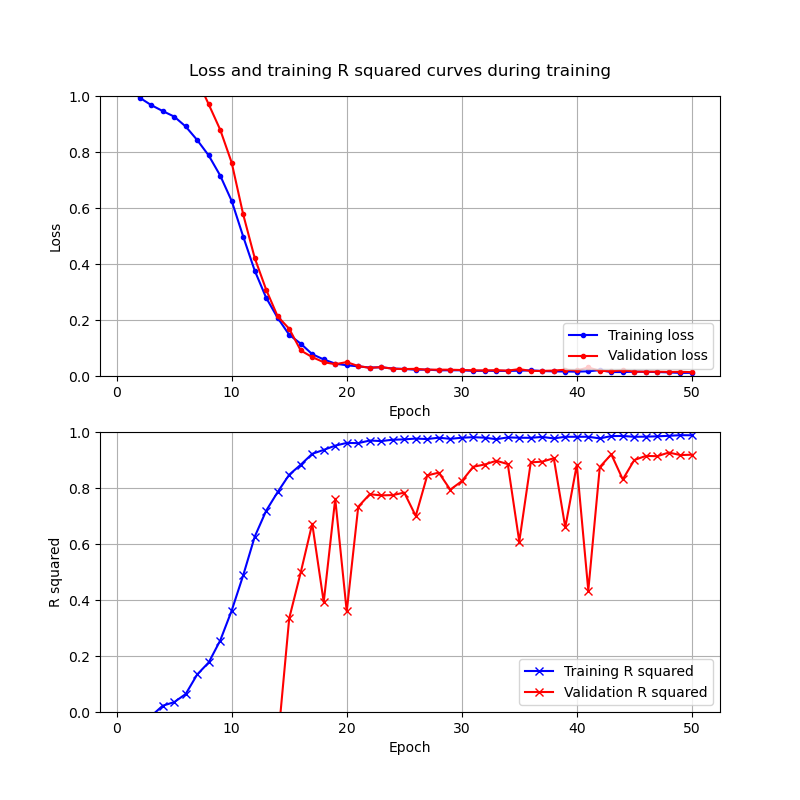 Loss and training R squared curves during training
1.0
0.8
0.6
0.4
0.2
0.0
Loss
Training loss
Validation loss
0 10 20 30 40 50
Epoch
1.0
0.8
0.6
0.4
0.2
0.0
R squared
Training R squared
Validation R squared
0 10 20 30 40 50
Epoch